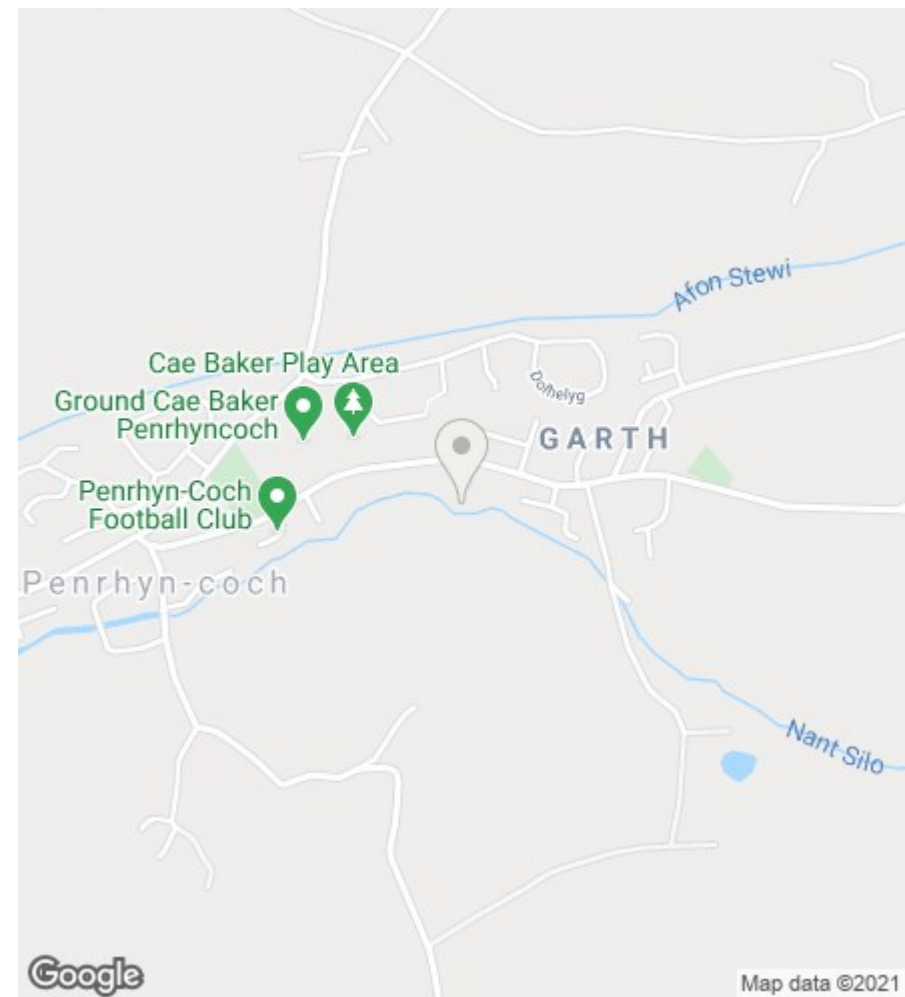 Afon Stewi
Cae Baker Play Area
Ground Cae Baker
Penrhyncoch
Dolhelyg
GARTH
Penrhyn-Coch
Football Club
Penrhyn-coch
Nant Silo
Google
Map data ©2021